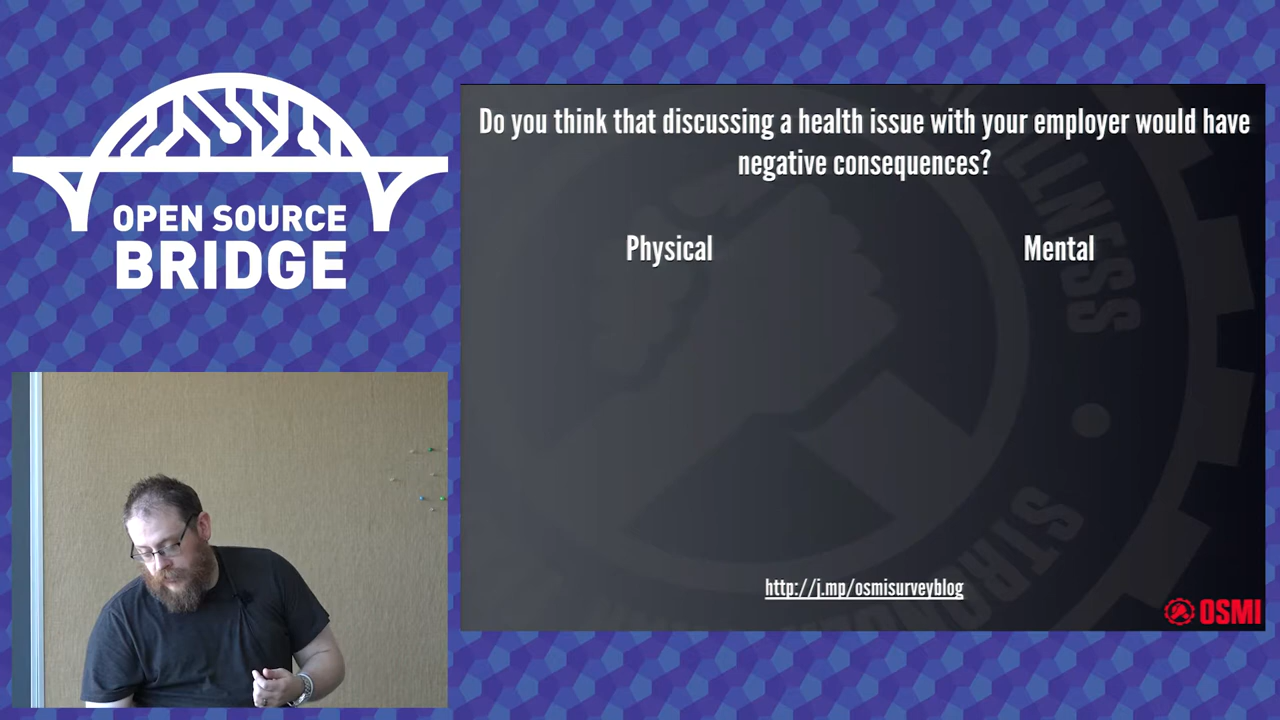 OPEN SOURCE
BRIDGE
Do you think that discussing a health issue with your employer would have
negative consequences?
Physical
Mental
http://j.mp/osmisurveyblog
OSMI
ILLNESS